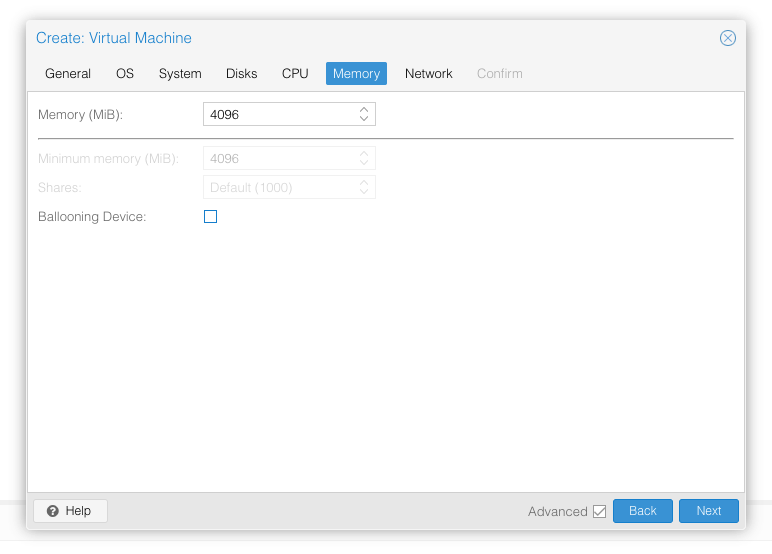 Create: Virtual Machine
General OS System Disks CPU Memory Network Confirm
Memory (MiB): 4096
Minimum memory (MiB): 4096
Shares: Default (1000)
Ballooning Device:
Help Advanced Back Next